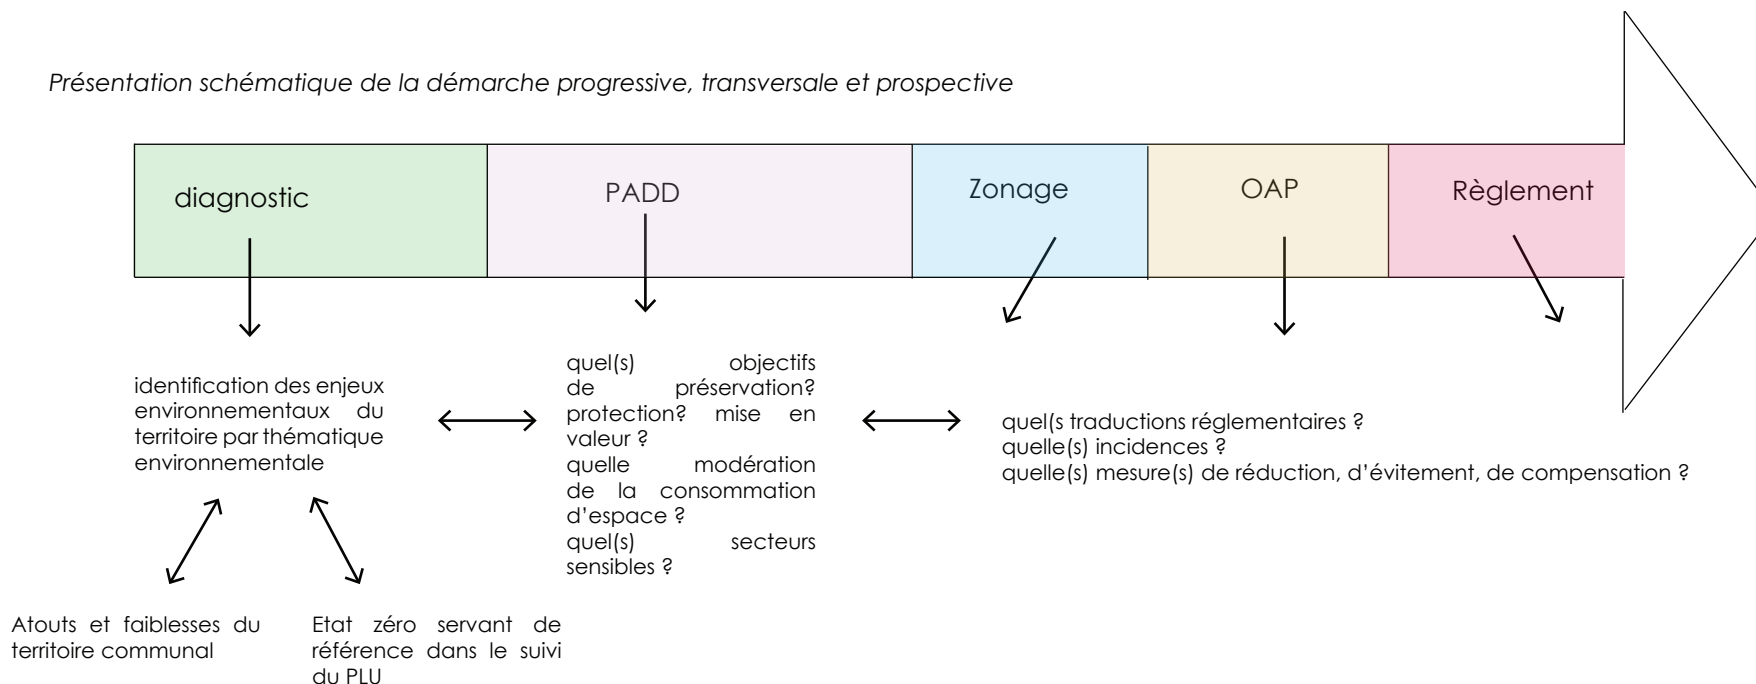 Présentation schématique de la démarche progressive, transversale et prospective
diagnostic
PADD
Zonage
OAP
Règlement
identification des enjeux
environnementaux du
territoire par thématique
environnementale
quel(s) objectifs
de préservation?
protection? mise en
valeur ?
quelle modération
de la consommation
d'espace ?
quel(s) secteurs
sensibles ?
quel(s traductions réglementaires ?
quelle(s) incidences ?
quelle(s) mesure(s) de réduction, d'évitement, de compensation ?
Atouts et faiblesses du
territoire communal
Etat zéro servant de
référence dans le suivi
du PLU